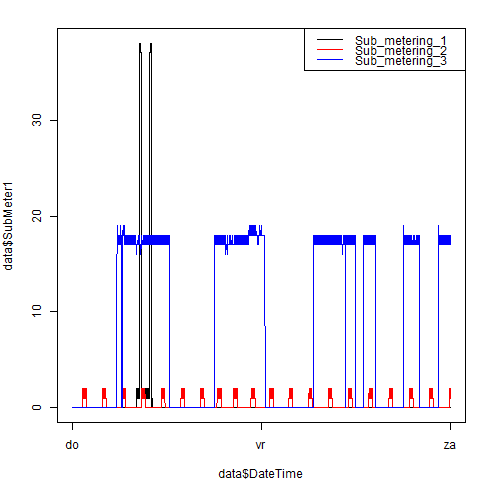 Sub_metering_1
Sub_metering_2
Sub_metering_3
30
20
10
0
data$SubMeter1
do vr za
data$DateTime